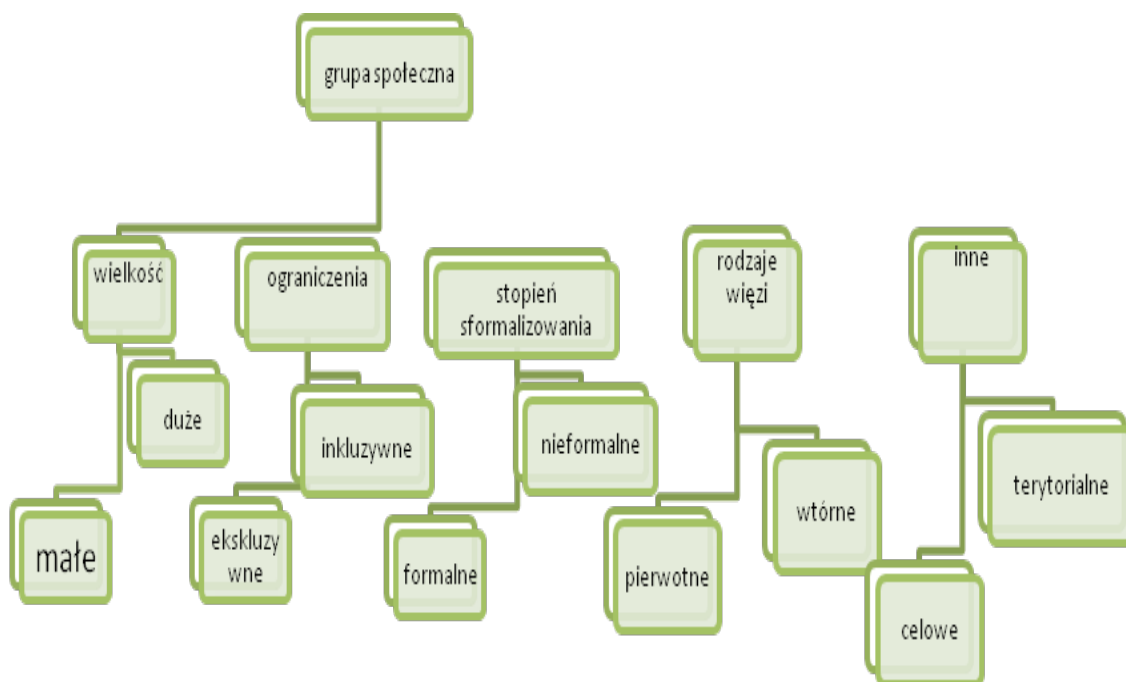 grupa społeczna
wielkość
ograniczenia
stopień
sformalizowania
rodzaje
więzi
inne
duże
małe
inkluzywne
ekskluzy
wne
nieformalne
formalne
wtórne
pierwotne
terytorialne
celowe